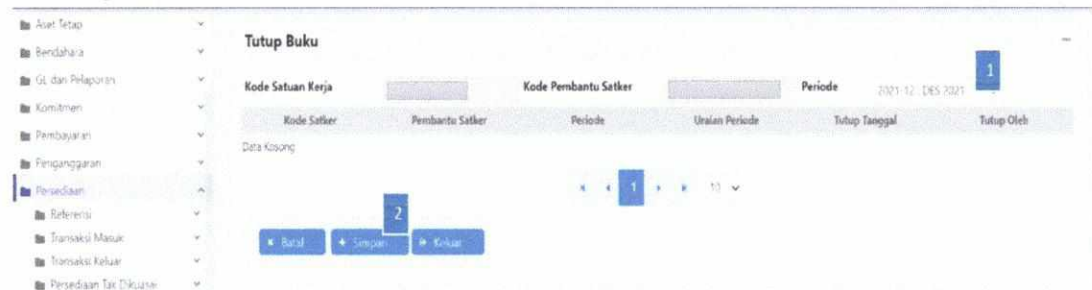 Aset Tetap
Bendahara
GL dan Pelaporan
Komitmen
Pembayaran
Penganggaran
Persediaan
Referensi
Transaksi Masuk
Transaksi Keluar
Persediaan Tak Dikuasai
Tutup Buku
1
Kode Satuan Kerja Kode Pembantu Satker Periode 2021-12 DES 2021
Kode Satker Pembantu Satker Periode Uraian Periode Tutup Tanggal Tutup Oleh
Data Kosong
1 10
2
Batal Simpan Keluar